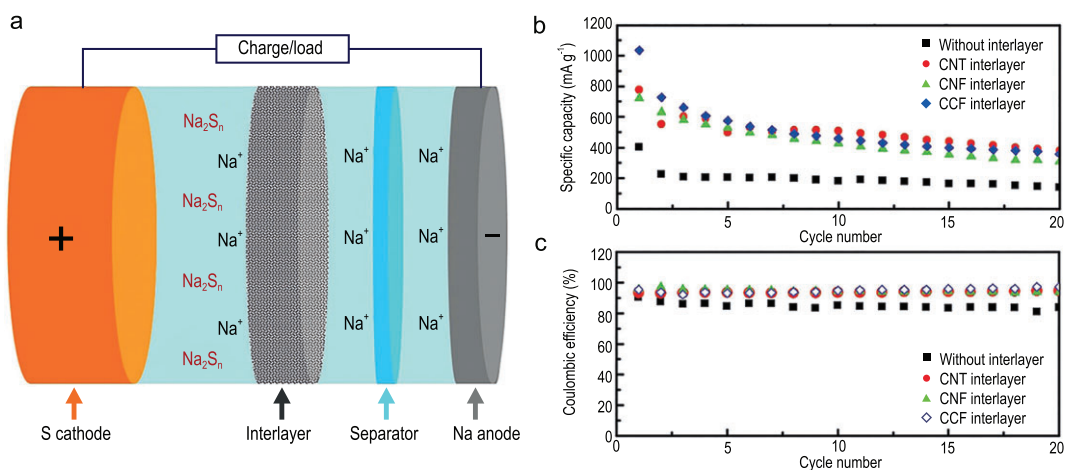 a
Charge/load
Na₂Sₙ
Na⁺
Na⁺
Na⁺
Na₂Sₙ
Na⁺
Na⁺
Na⁺
Na₂Sₙ
Na⁺
Na⁺
Na⁺
Na₂Sₙ
+
−
S cathode
Interlayer
Separator
Na anode
b
Specific capacity (mA g⁻¹)
1200
1000
800
600
400
200
0
0
5
10
15
20
Cycle number
Without interlayer
CNT interlayer
CNF interlayer
CCF interlayer
c
Coulombic efficiency (%)
120
100
80
60
40
20
0
0
5
10
15
20
Cycle number
Without interlayer
CNT interlayer
CNF interlayer
CCF interlayer